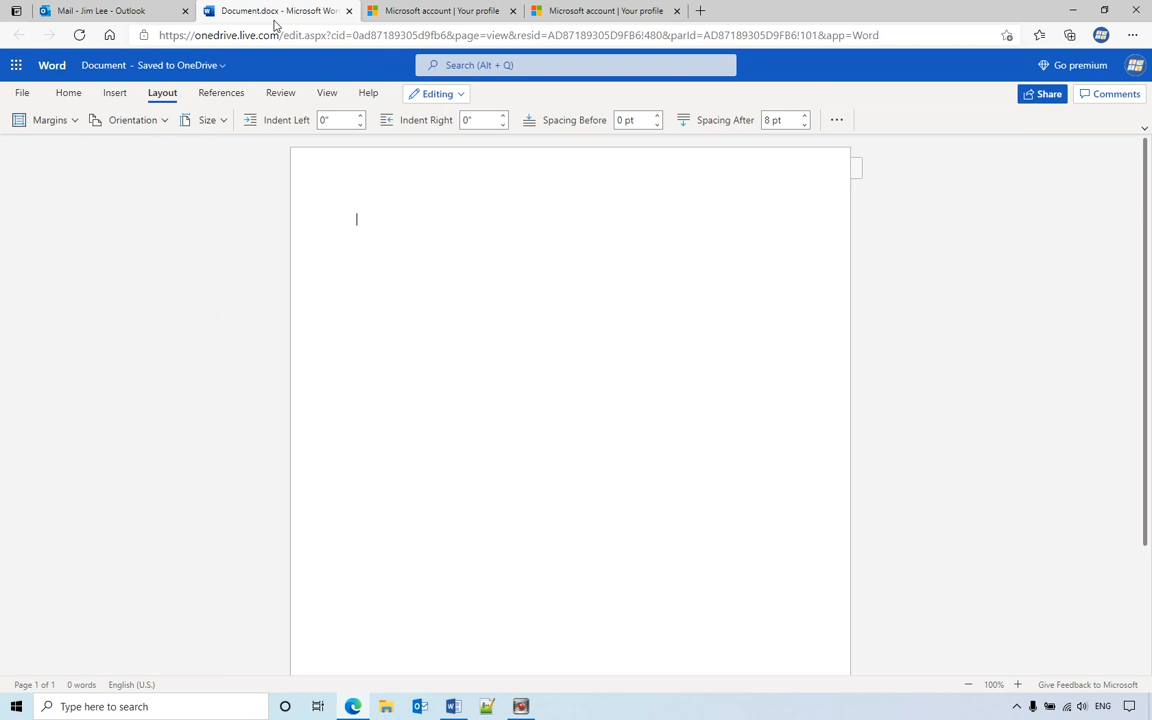 Mail - Jim Lee - Outlook
Document.docx - Microsoft Wor
Microsoft account | Your profile
Microsoft account | Your profile
https://onedrive.live.com/edit.aspx?cid=0ad87189305d9fb6&page=view&resid=AD87189305D9FB6!480&parId=AD87189305D9FB6!101&app=Word
Word
Document - Saved to OneDrive
Search (Alt + Q)
Go premium
File Home Insert Layout References Review View Help
Editing
Share
Comments
Margins Orientation Size Indent Left 0" Indent Right 0" Spacing Before 0 pt Spacing After 8 pt
Page 1 of 1 0 words English (U.S.)
100%
Give Feedback to Microsoft
Type here to search
ENG